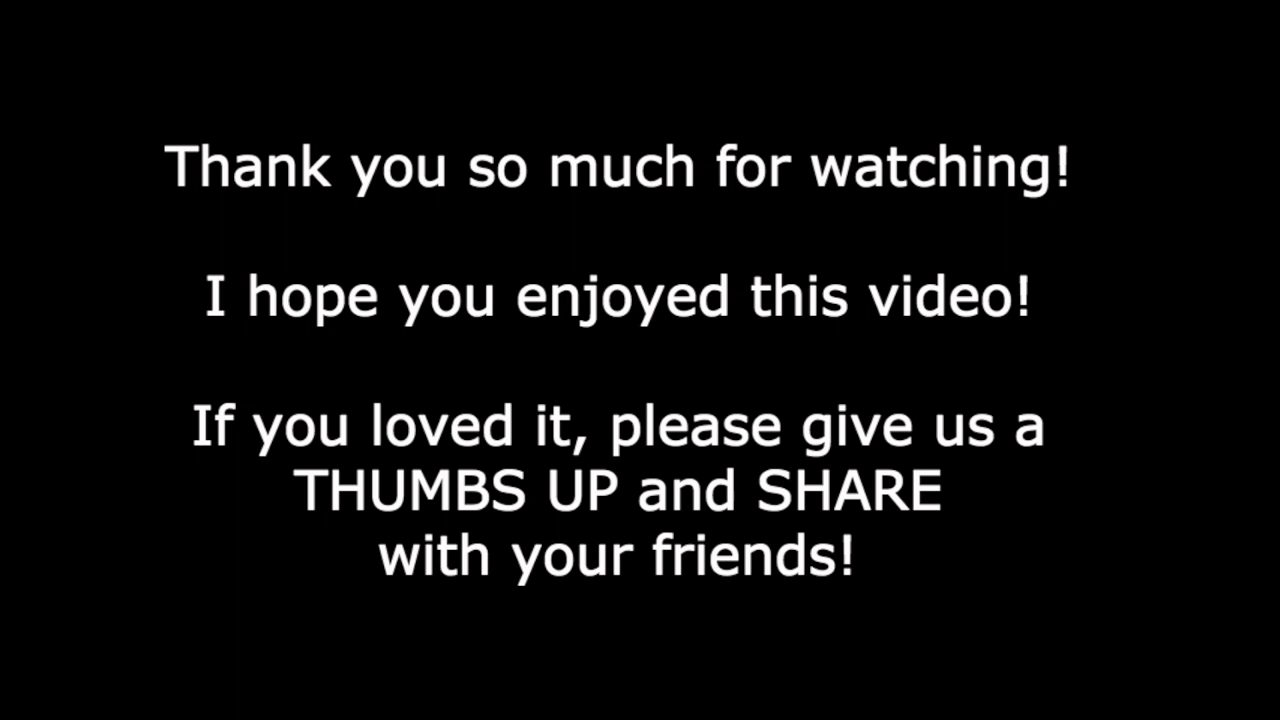 Thank you so much for watching!
I hope you enjoyed this video!
If you loved it, please give us a
THUMBS UP and SHARE
with your friends!